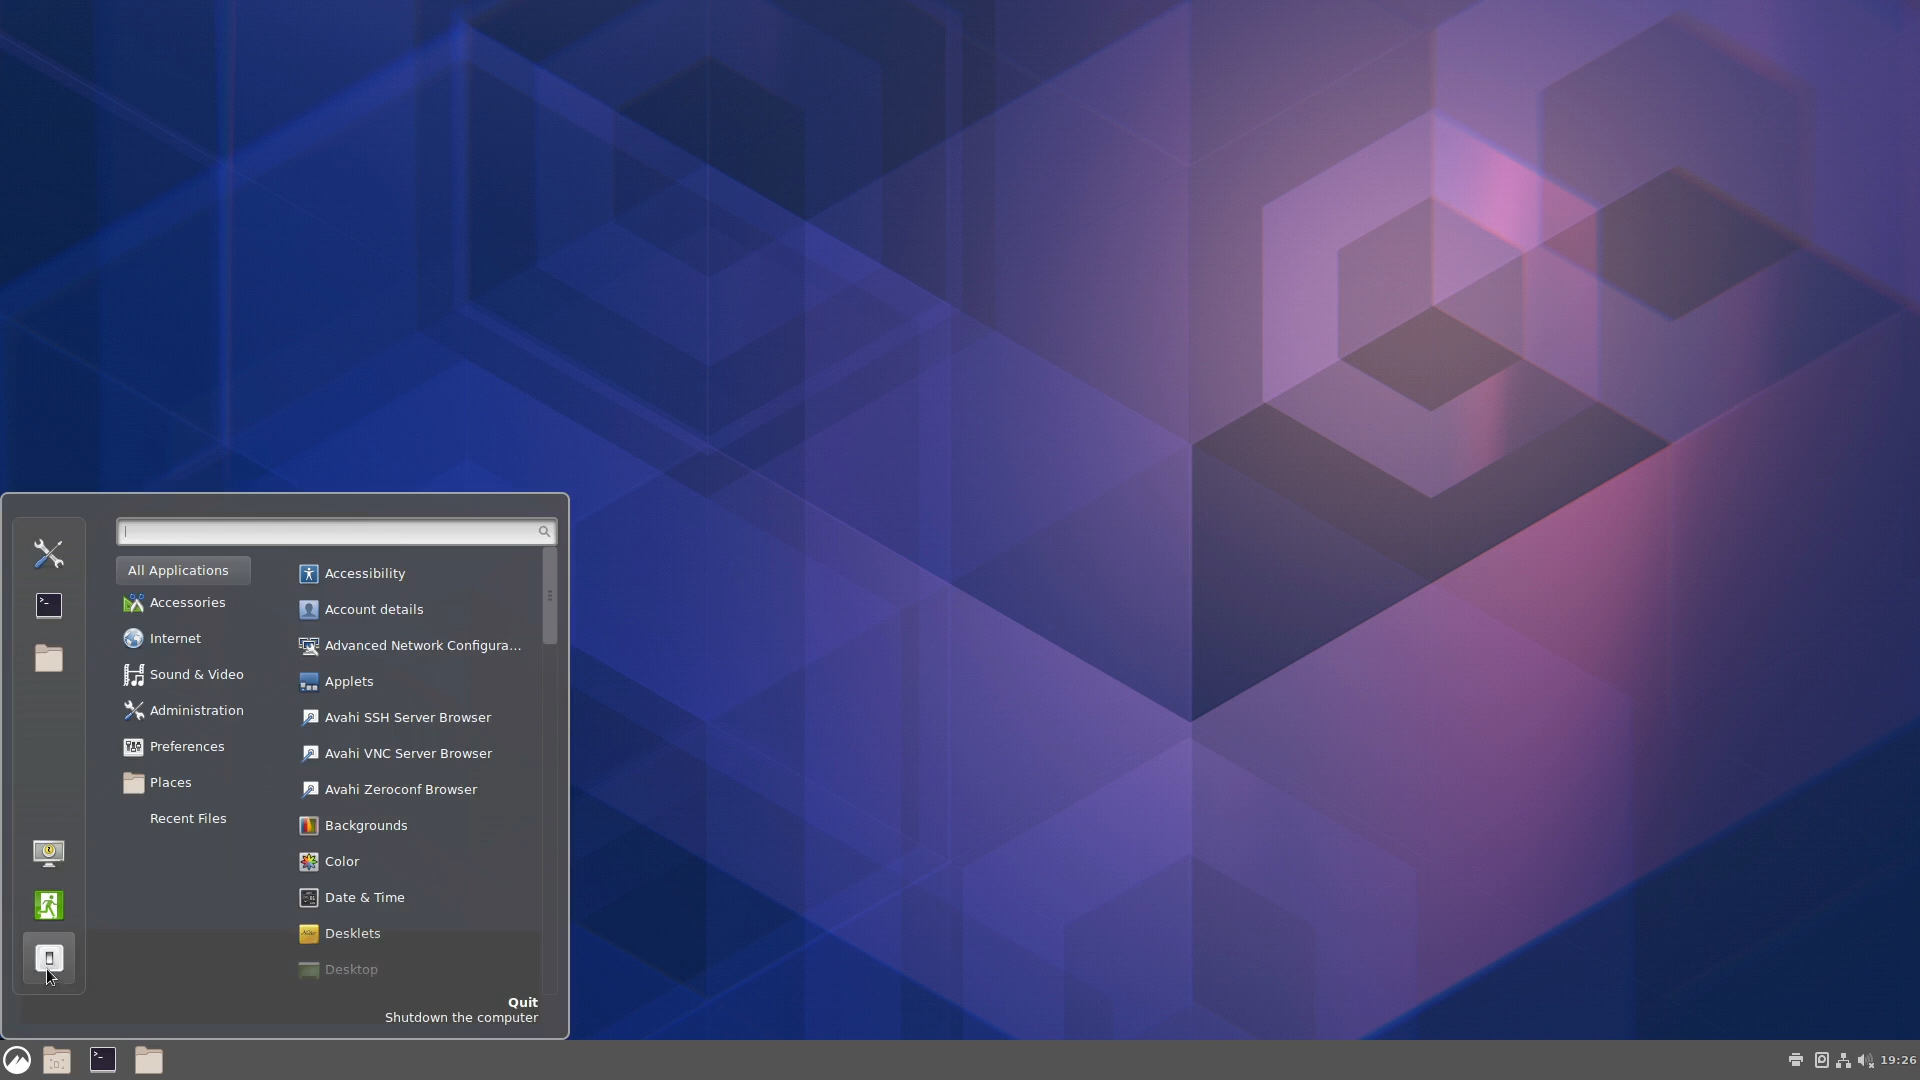 All Applications
Accessories
Internet
Sound & Video
Administration
Preferences
Places
Recent Files
Accessibility
Account details
Advanced Network Configura...
Applets
Avahi SSH Server Browser
Avahi VNC Server Browser
Avahi Zeroconf Browser
Backgrounds
Color
Date & Time
Desklets
Desktop
Quit
Shutdown the computer
19:26